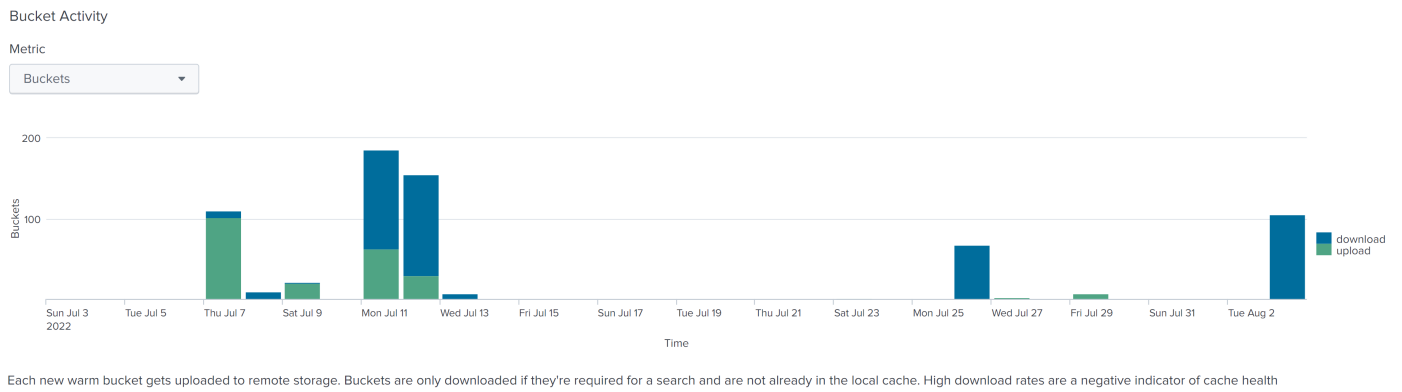 Bucket Activity
Metric
Buckets
200
100
Buckets
download
upload
Sun Jul 3 Tue Jul 5 Thu Jul 7 Sat Jul 9 Mon Jul 11 Wed Jul 13 Fri Jul 15 Sun Jul 17 Tue Jul 19 Thu Jul 21 Sat Jul 23 Mon Jul 25 Wed Jul 27 Fri Jul 29 Sun Jul 31 Tue Aug 2
2022
Time
Each new warm bucket gets uploaded to remote storage. Buckets are only downloaded if they're required for a search and are not already in the local cache. High download rates are a negative indicator of cache health